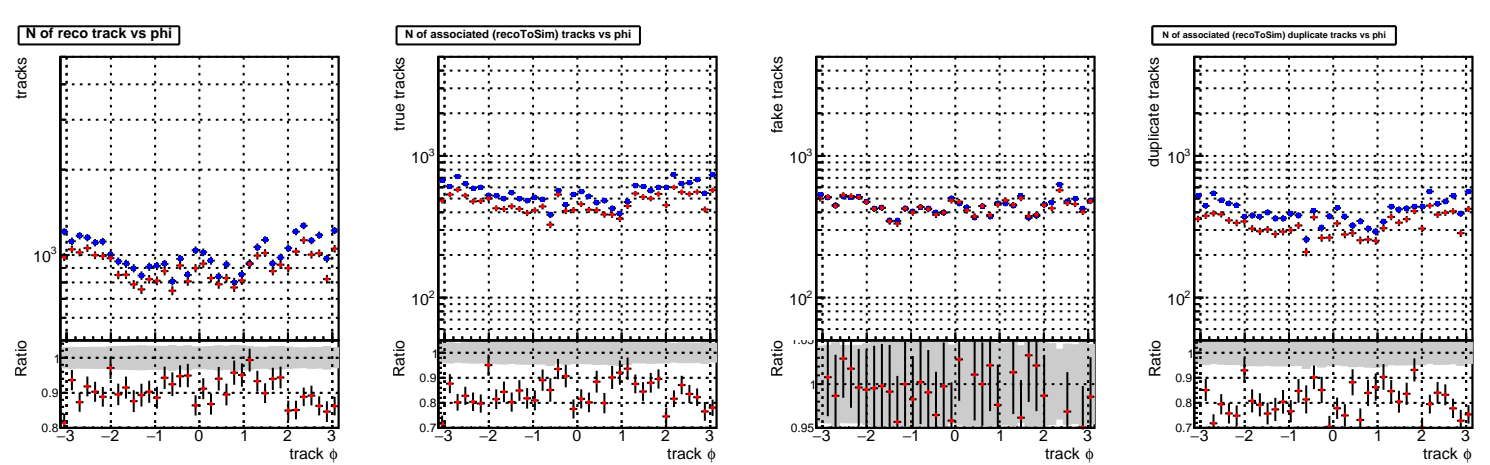 N of reco track vs phi
tracks
10³
Ratio
1
0.9
0.8
−3 −2 −1 0 1 2 3
track ϕ
N of associated (recoToSim) tracks vs phi
true tracks
10³
10²
Ratio
1
0.9
0.8
0.7
−3 −2 −1 0 1 2 3
track ϕ
fake tracks
10³
10²
Ratio
1.05
1
0.95
−3 −2 −1 0 1 2 3
track ϕ
N of associated (recoToSim) duplicate tracks vs phi
duplicate tracks
10³
10²
Ratio
1
0.9
0.8
0.7
−3 −2 −1 0 1 2 3
track ϕ